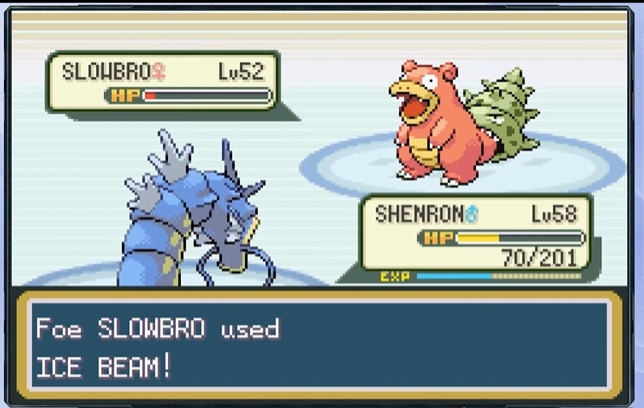 SLOWBRO♀ Lv52
HP
SHENRON♂ Lv58
HP
70/201
EXP
Foe SLOWBRO used
ICE BEAM!